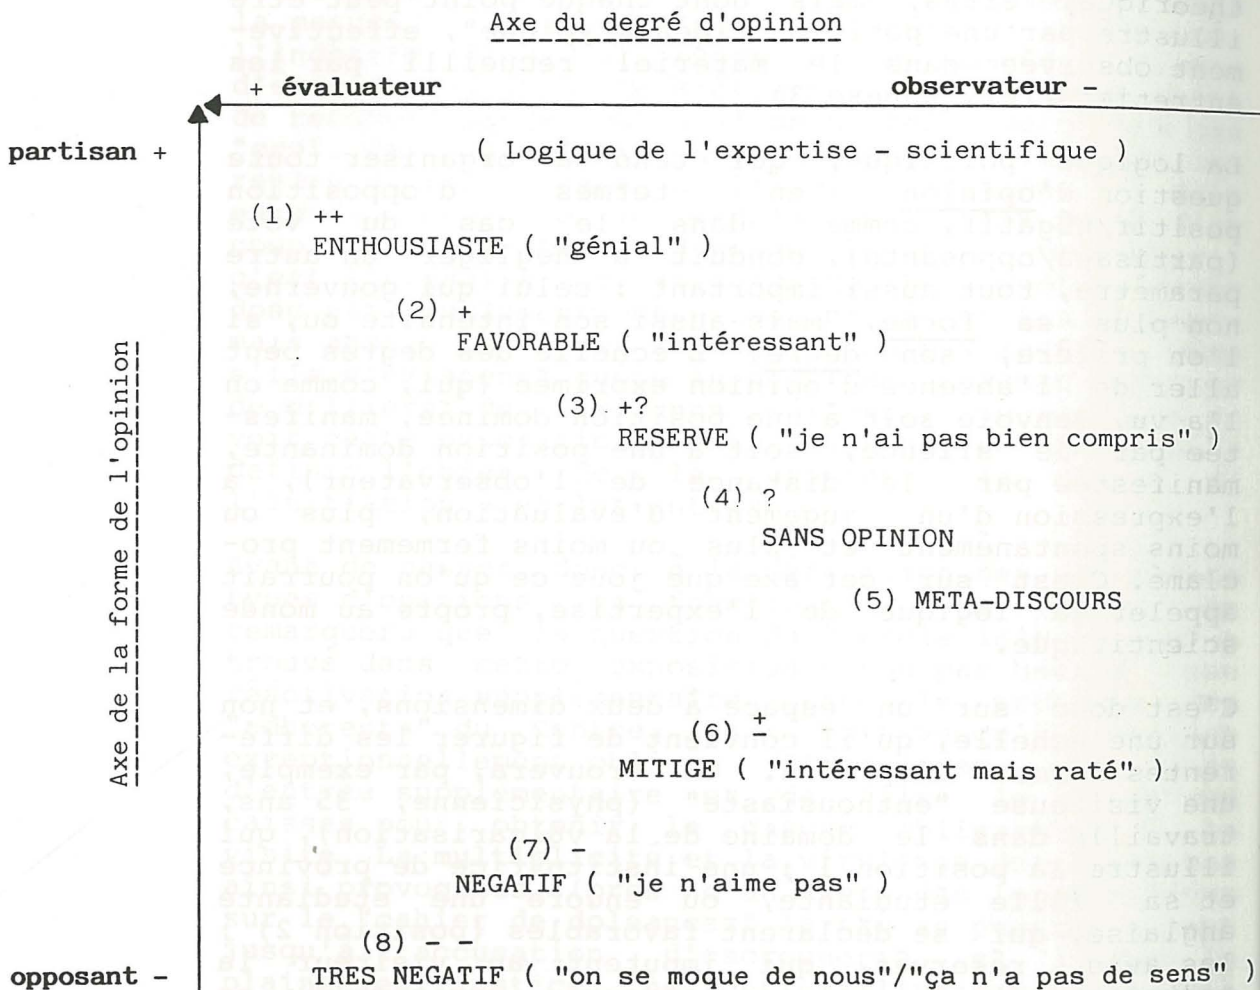 Axe du degré d'opinion
+ évaluateur observateur -
partisan + ( Logique de l'expertise - scientifique )
(1) ++
ENTHOUSIASTE ( "génial" )
(2) +
FAVORABLE ( "intéressant" )
(3) +?
RESERVE ( "je n'ai pas bien compris" )
(4) ?
SANS OPINION
(5) META-DISCOURS
Axe de la forme de l'opinion
(6) ±
MITIGE ( "intéressant mais raté" )
(7) -
NEGATIF ( "je n'aime pas" )
(8) - -
opposant - TRES NEGATIF ( "on se moque de nous"/"ça n'a pas de sens" )